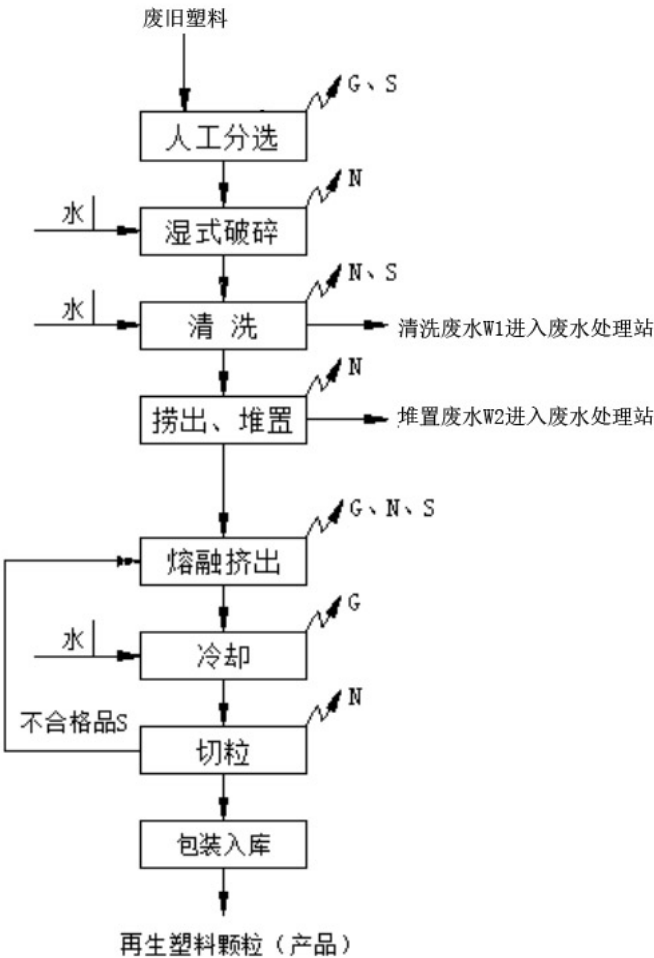 废旧塑料
G、S
人工分选
N
水
湿式破碎
N、S
水
清 洗
清洗废水W1进入废水处理站
N
捞出、堆置
堆置废水W2进入废水处理站
G、N、S
熔融挤出
G
水
冷却
N
不合格品S
切粒
包装入库
再生塑料颗粒（产品）